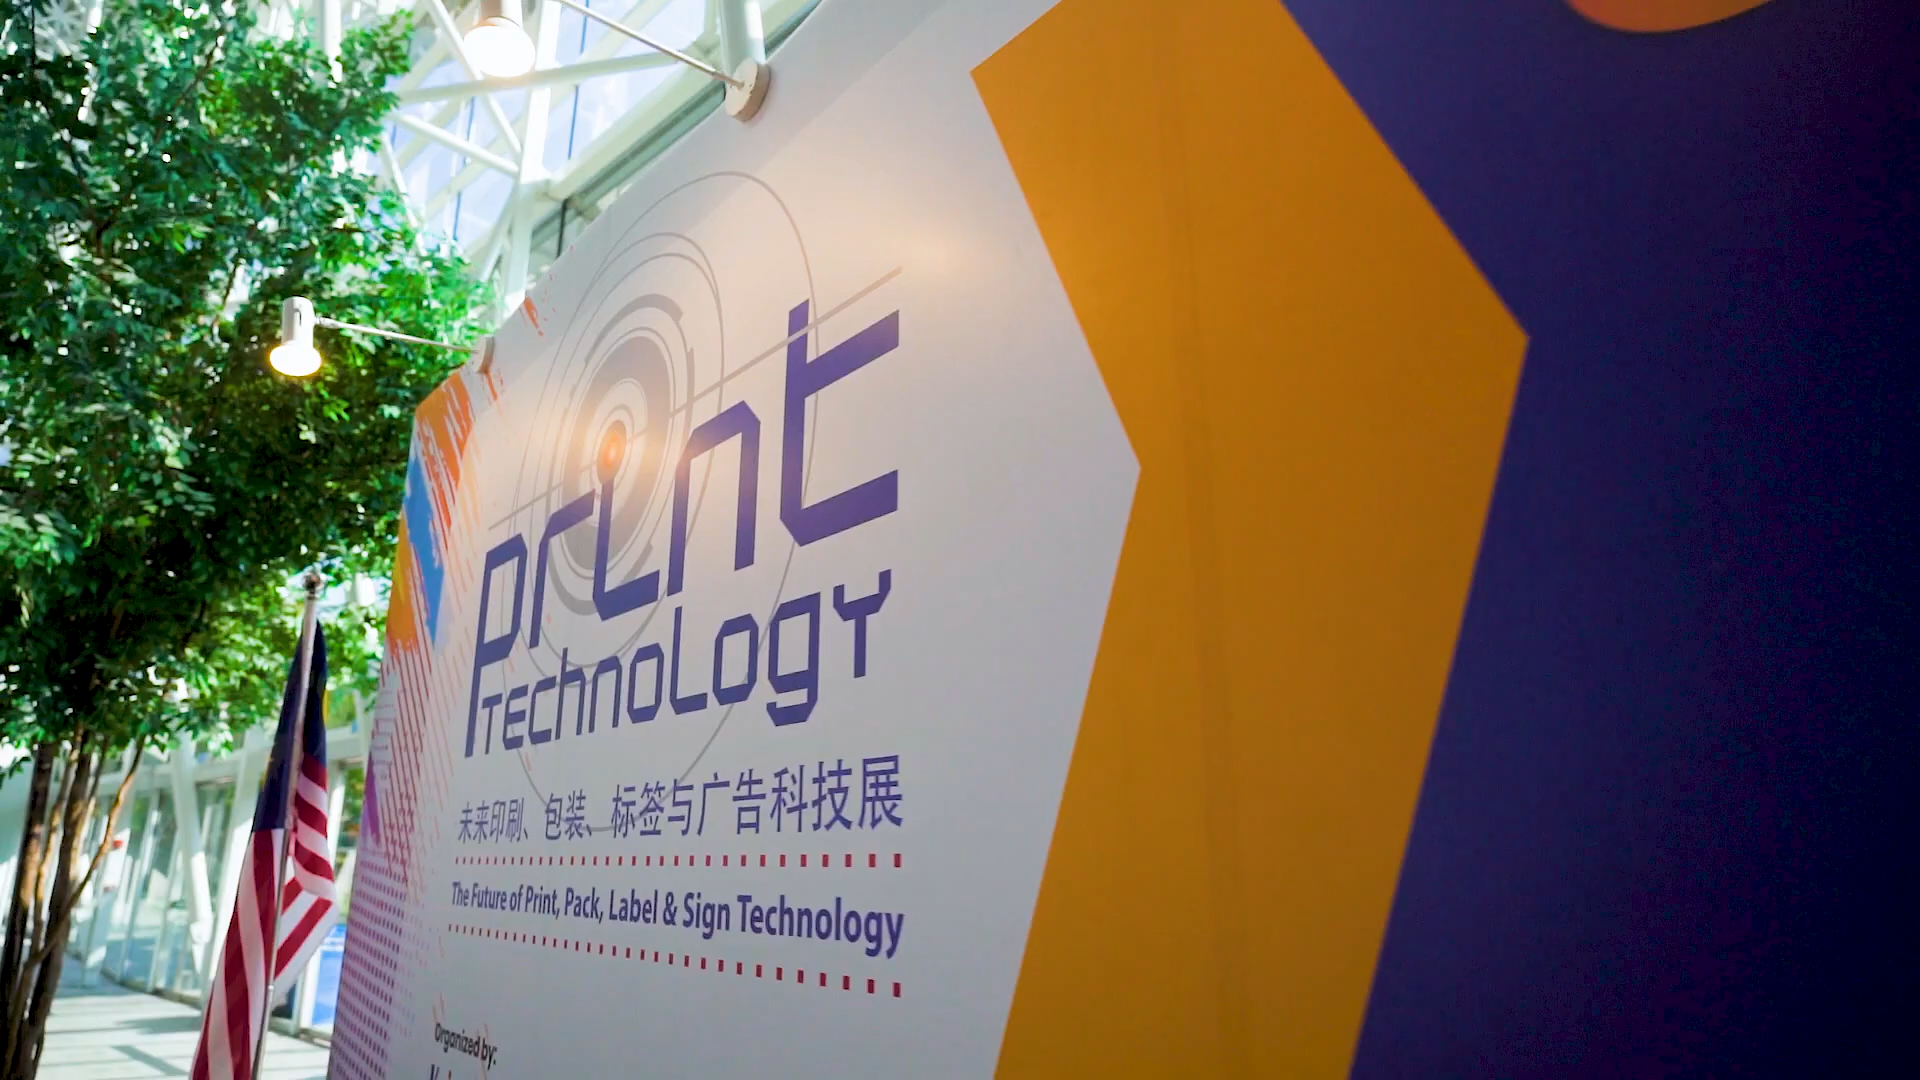 print
Technology
未来印刷、包装、标签与广告科技展
The Future of Print, Pack, Label & Sign Technology
Organized by: